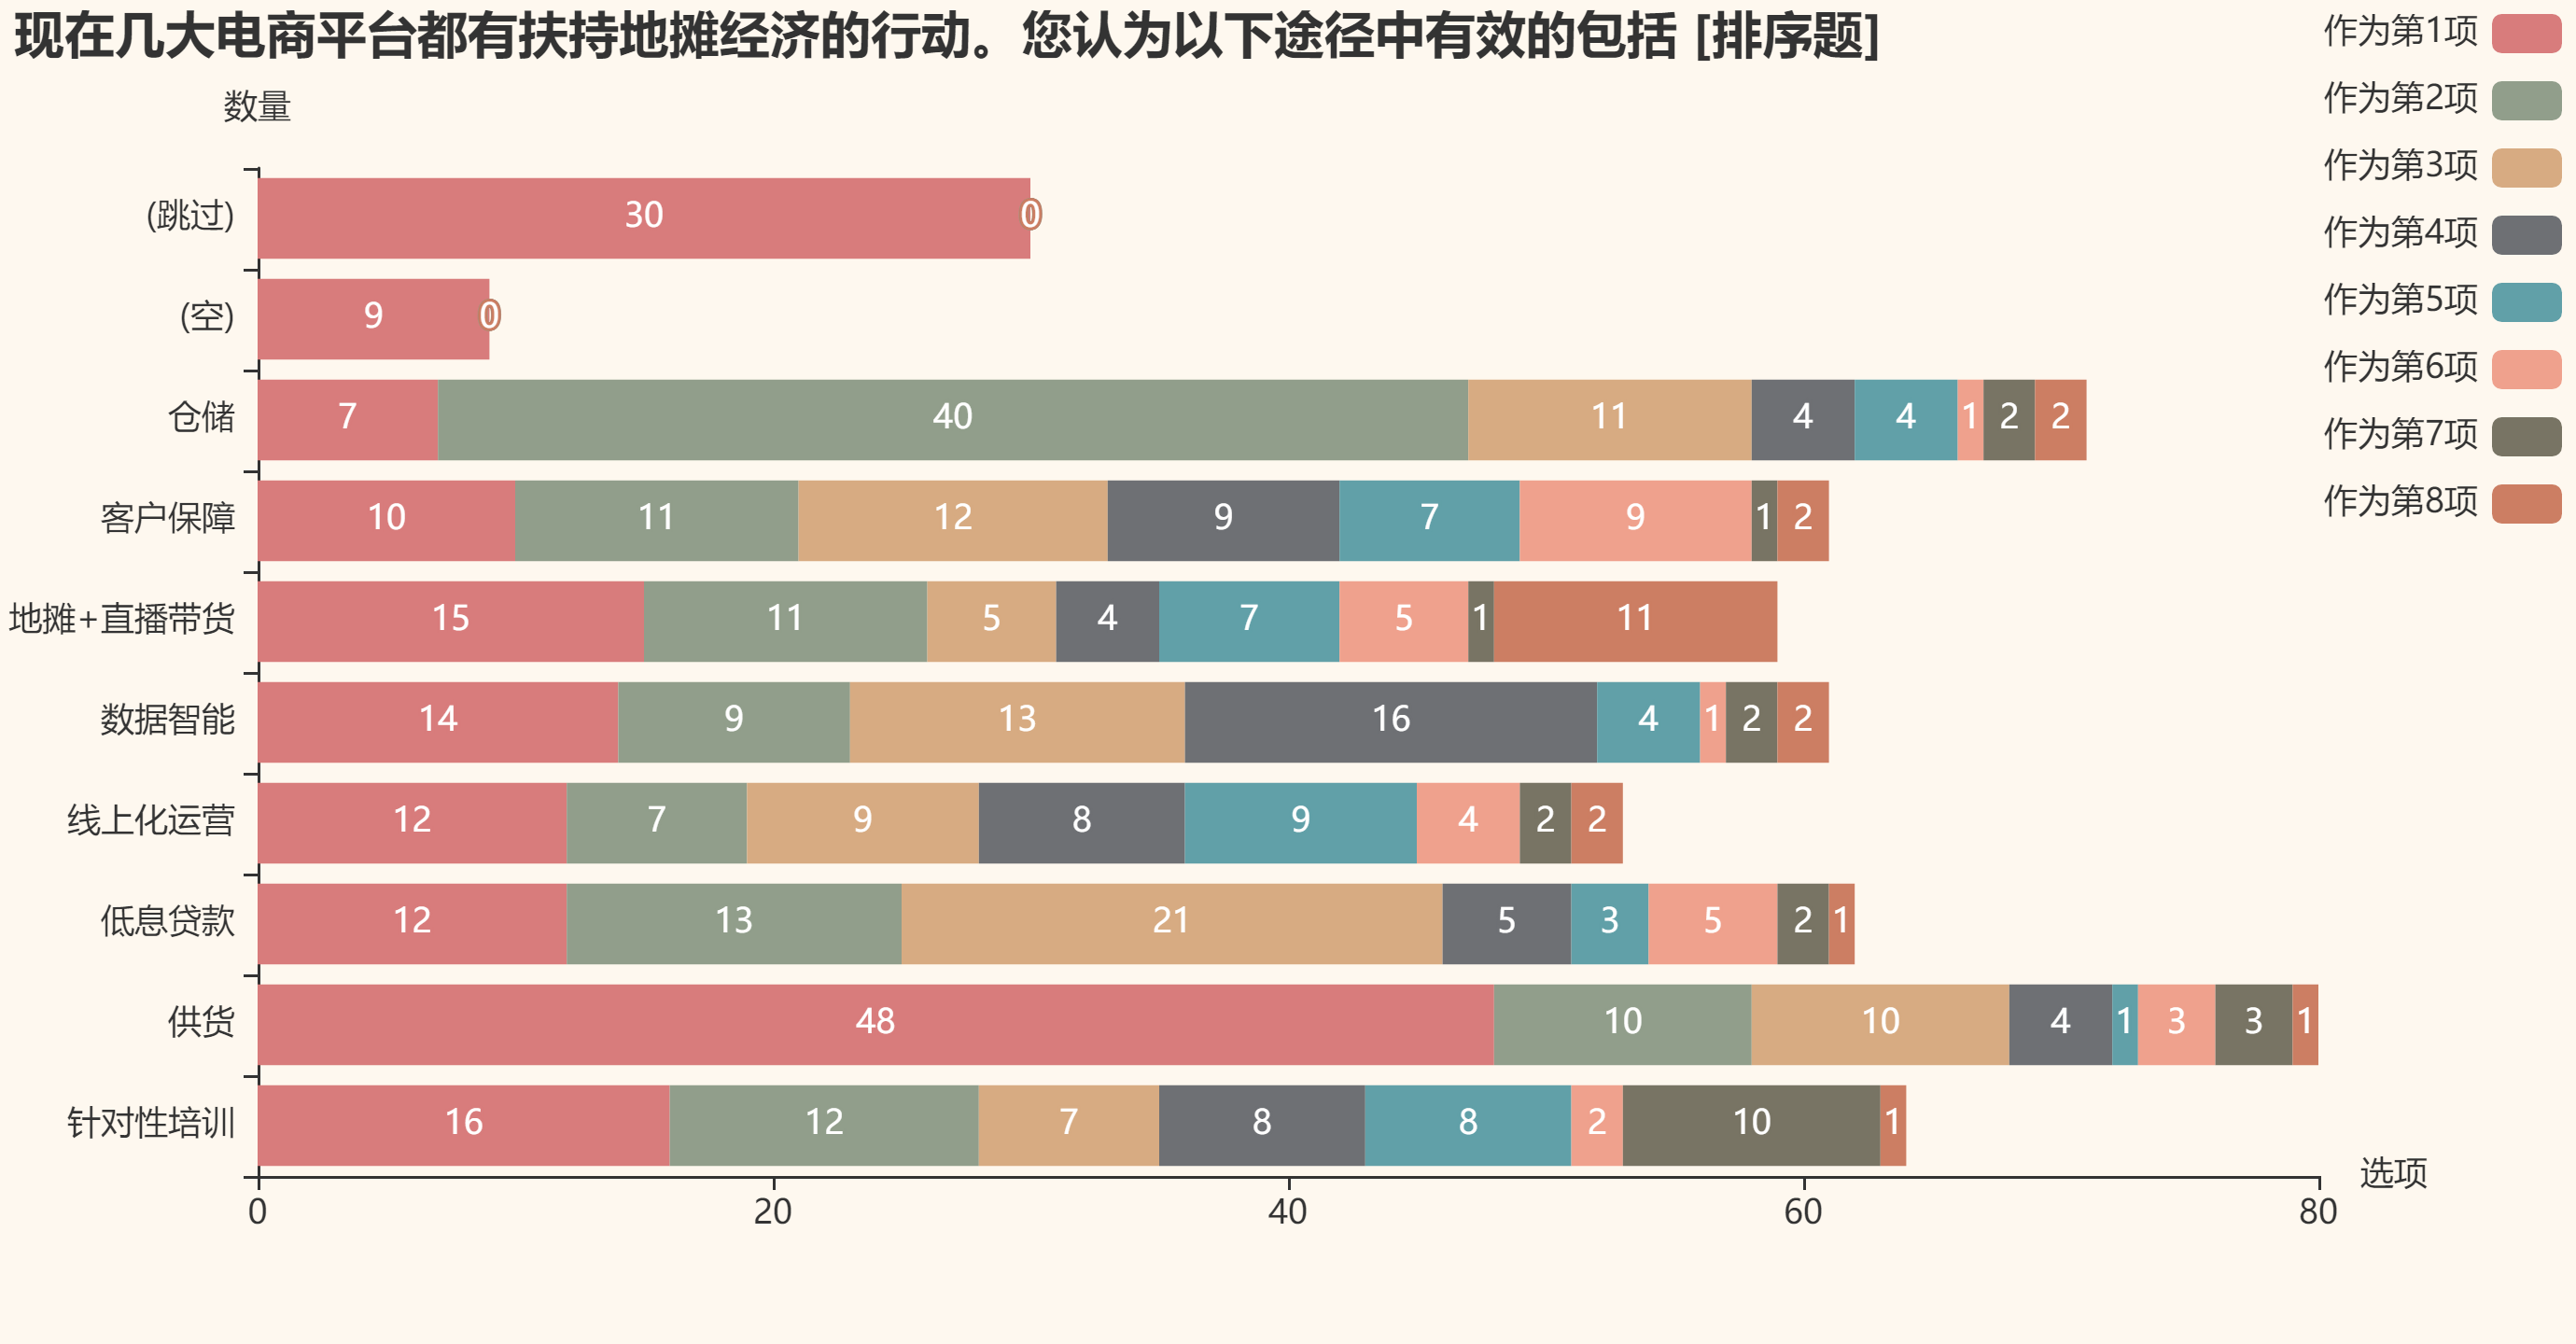 现在几大电商平台都有扶持地摊经济的行动。您认为以下途径中有效的包括 [排序题]
作为第1项
作为第2项
作为第3项
作为第4项
作为第5项
作为第6项
作为第7项
作为第8项
数量
(跳过) 30 0
(空) 9 0
仓储 7 40 11 4 4 1 2 2
客户保障 10 11 12 9 7 9 1 2
地摊+直播带货 15 11 5 4 7 5 1 11
数据智能 14 9 13 16 4 1 2 2
线上化运营 12 7 9 8 9 4 2 2
低息贷款 12 13 21 5 3 5 2 1
供货 48 10 10 4 1 3 3 1
针对性培训 16 12 7 8 8 2 10 1
选项
0 20 40 60 80